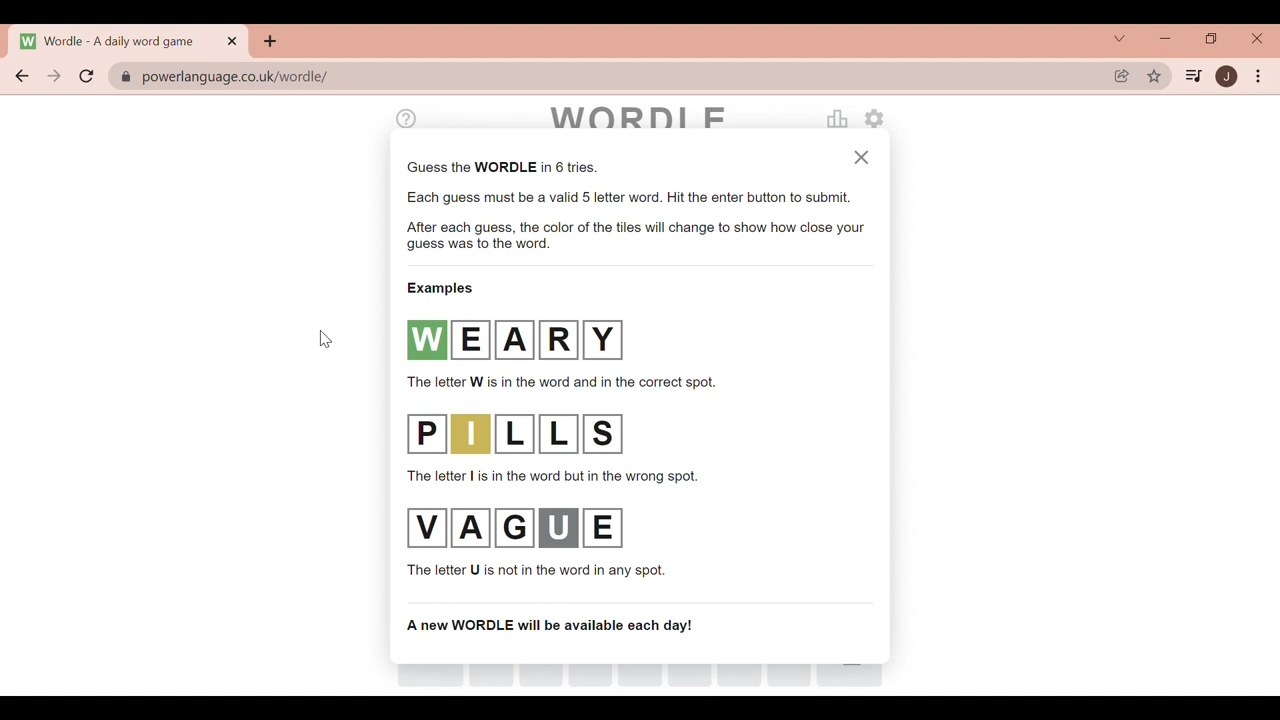 W Wordle - A daily word game
powerlanguage.co.uk/wordle/
J
?
WORDLE
Guess the WORDLE in 6 tries.
Each guess must be a valid 5 letter word. Hit the enter button to submit.
After each guess, the color of the tiles will change to show how close your
guess was to the word.
Examples
WEARY
The letter W is in the word and in the correct spot.
PILLS
The letter I is in the word but in the wrong spot.
VAGUE
The letter U is not in the word in any spot.
A new WORDLE will be available each day!